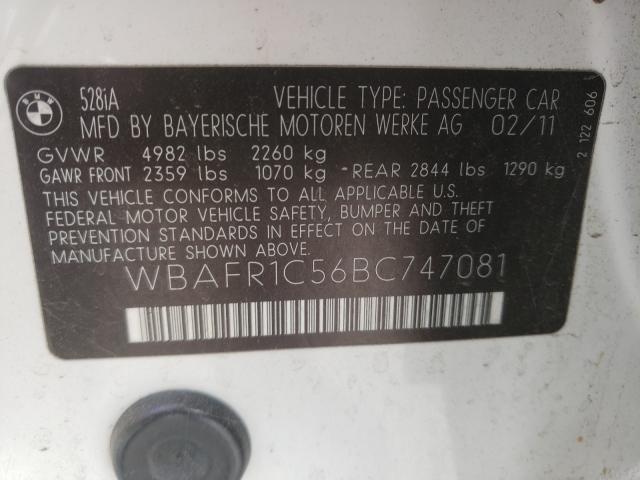 BMW
528iA VEHICLE TYPE: PASSENGER CAR
MFD BY BAYERISCHE MOTOREN WERKE AG 02/11
GVWR 4982 lbs 2260 kg
GAWR FRONT 2359 lbs 1070 kg -REAR 2844 lbs 1290 kg
THIS VEHICLE CONFORMS TO ALL APPLICABLE U.S.
FEDERAL MOTOR VEHICLE SAFETY, BUMPER AND THEFT
PREVENTION STANDARDS IN EFFECT ON THE DATE OF
MANUFACTURE SHOWN ABOVE.
WBAFR1C56BC747081
2 122 606